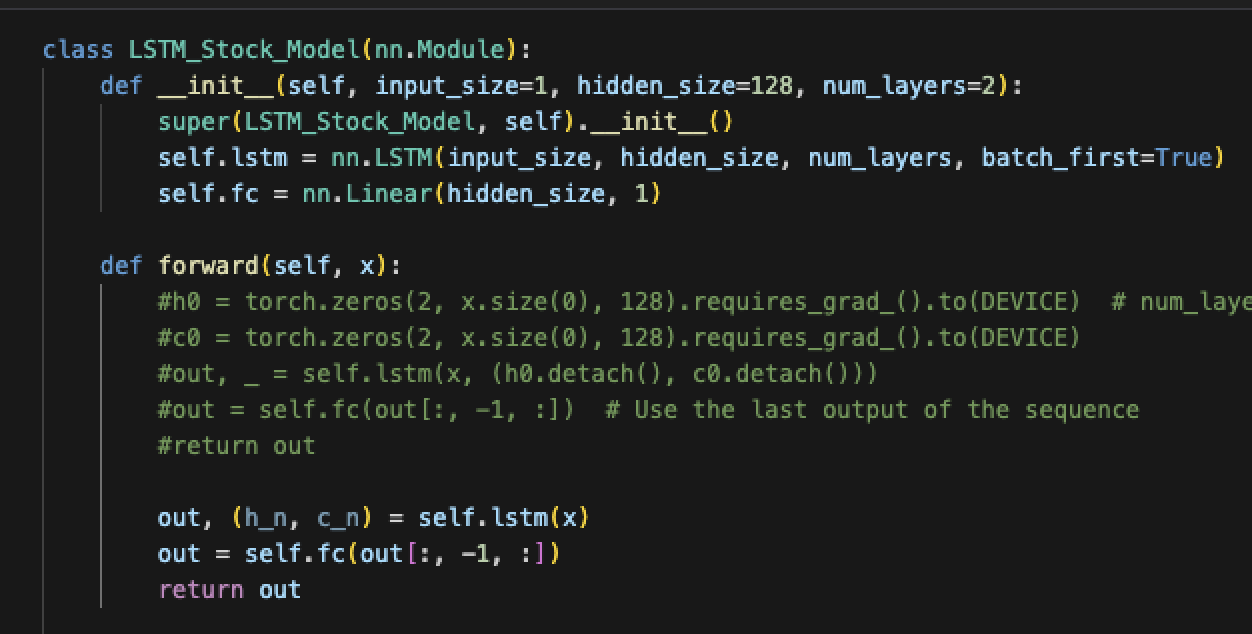 class LSTM_Stock_Model(nn.Module):
    def __init__(self, input_size=1, hidden_size=128, num_layers=2):
        super(LSTM_Stock_Model, self).__init__()
        self.lstm = nn.LSTM(input_size, hidden_size, num_layers, batch_first=True)
        self.fc = nn.Linear(hidden_size, 1)

    def forward(self, x):
        #h0 = torch.zeros(2, x.size(0), 128).requires_grad_().to(DEVICE)  # num_laye
        #c0 = torch.zeros(2, x.size(0), 128).requires_grad_().to(DEVICE)
        #out, _ = self.lstm(x, (h0.detach(), c0.detach()))
        #out = self.fc(out[:, -1, :])  # Use the last output of the sequence
        #return out

        out, (h_n, c_n) = self.lstm(x)
        out = self.fc(out[:, -1, :])
        return out